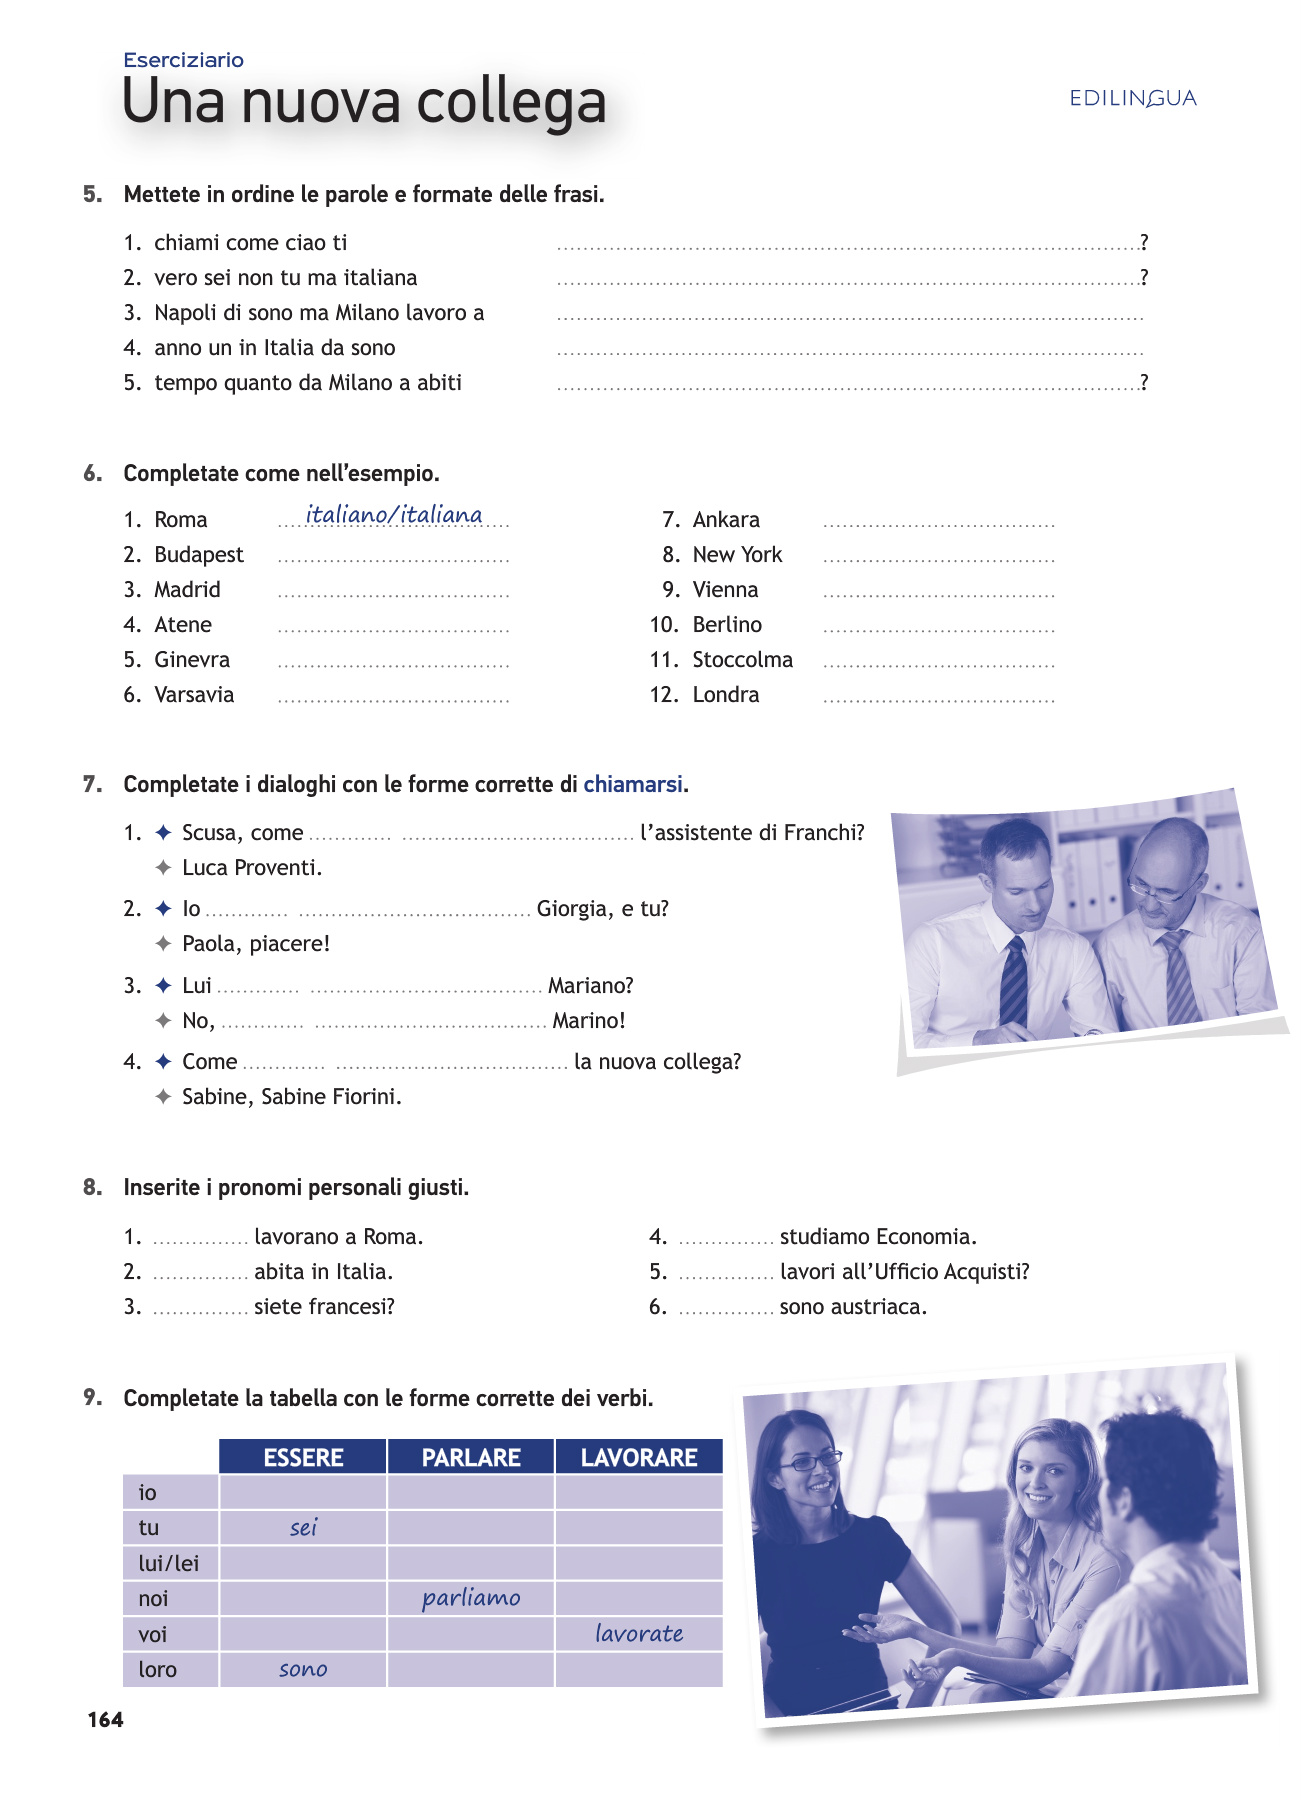 Eserciziario
Una nuova collega
EDILINGUA
5. Mettete in ordine le parole e formate delle frasi.
1. chiami come ciao ti ?
2. vero sei non tu ma italiana ?
3. Napoli di sono ma Milano lavoro a
4. anno un in Italia da sono
5. tempo quanto da Milano a abiti ?
6. Completate come nell'esempio.
1. Roma italiano/italiana
2. Budapest
3. Madrid
4. Atene
5. Ginevra
6. Varsavia
7. Ankara
8. New York
9. Vienna
10. Berlino
11. Stoccolma
12. Londra
7. Completate i dialoghi con le forme corrette di chiamarsi.
1. Scusa, come ............. .................................... l'assistente di Franchi?
Luca Proventi.
2. Io ............. .................................... Giorgia, e tu?
Paola, piacere!
3. Lui ............. .................................... Mariano?
No, ............. .................................... Marino!
4. Come ............. .................................... la nuova collega?
Sabine, Sabine Fiorini.
8. Inserite i pronomi personali giusti.
1. ............... lavorano a Roma.
2. ............... abita in Italia.
3. ............... siete francesi?
4. ............... studiamo Economia.
5. ............... lavori all'Ufficio Acquisti?
6. ............... sono austriaca.
9. Completate la tabella con le forme corrette dei verbi.
ESSERE PARLARE LAVORARE
io
tu sei
lui/lei
noi parliamo
voi lavorate
loro sono
164